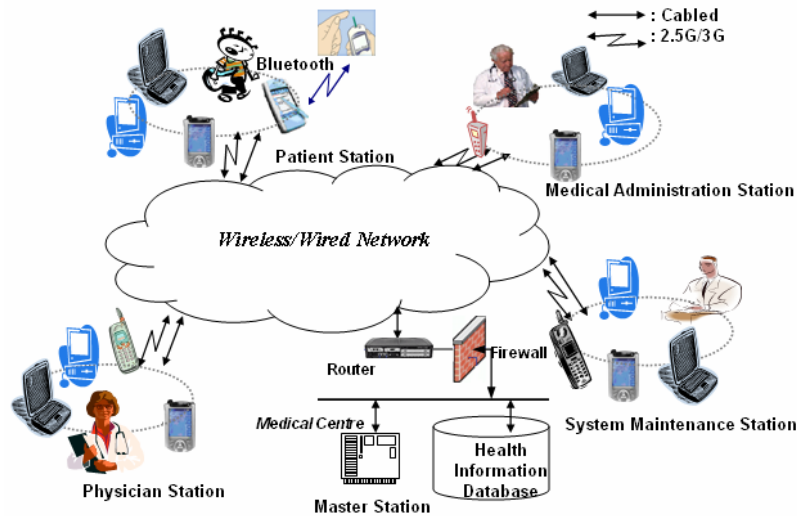 : Cabled
: 2.5G/3G
Bluetooth
Patient Station
Medical Administration Station
Wireless/Wired Network
Router
Firewall
Medical Centre
System Maintenance Station
Physician Station
Master Station
Health
Information
Database